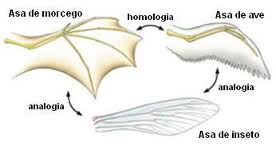 Asa de morcego
homologia
Asa de ave
analogia
analogia
Asa de inseto